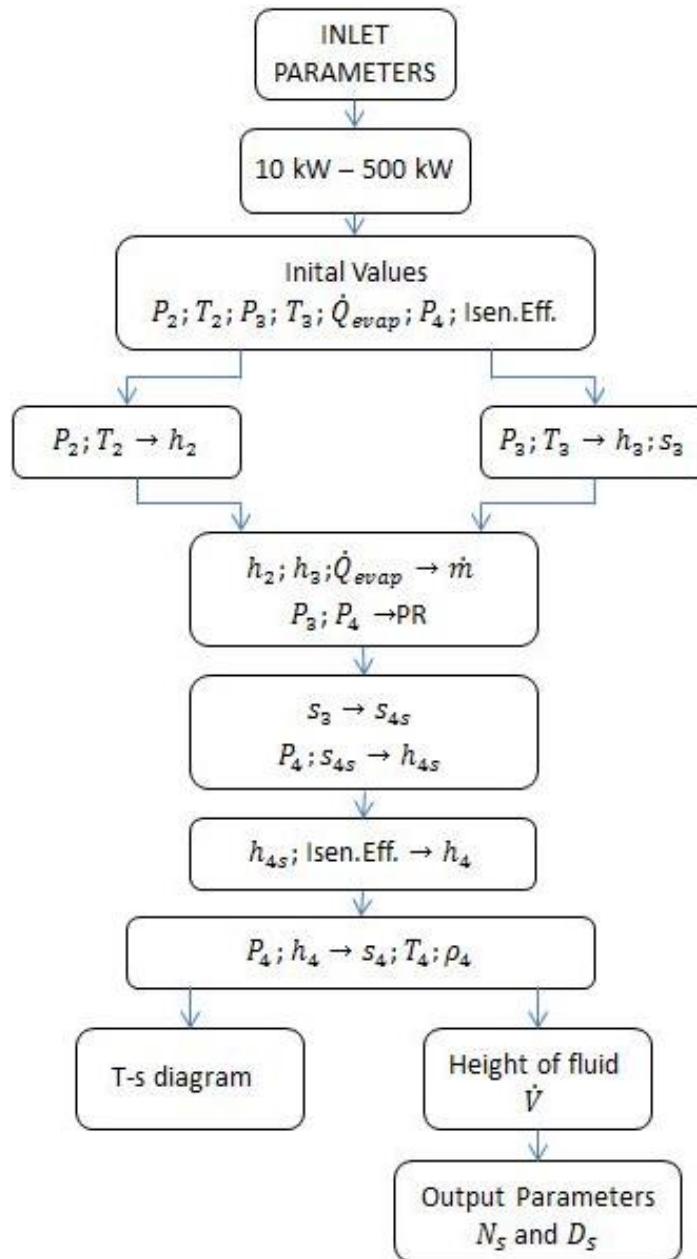 INLET
PARAMETERS
10 kW – 500 kW
Inital Values
P₂; T₂; P₃; T₃; Q̇ₑᵥₐₚ; P₄; Isen.Eff.
P₂; T₂ → h₂
P₃; T₃ → h₃; s₃
h₂; h₃; Q̇ₑᵥₐₚ → ṁ
P₃; P₄ →PR
s₃ → s₄ₛ
P₄; s₄ₛ → h₄ₛ
h₄ₛ; Isen.Eff. → h₄
P₄; h₄ → s₄; T₄; ρ₄
T-s diagram
Height of fluid
V̇
Output Parameters
Nₛ and Dₛ